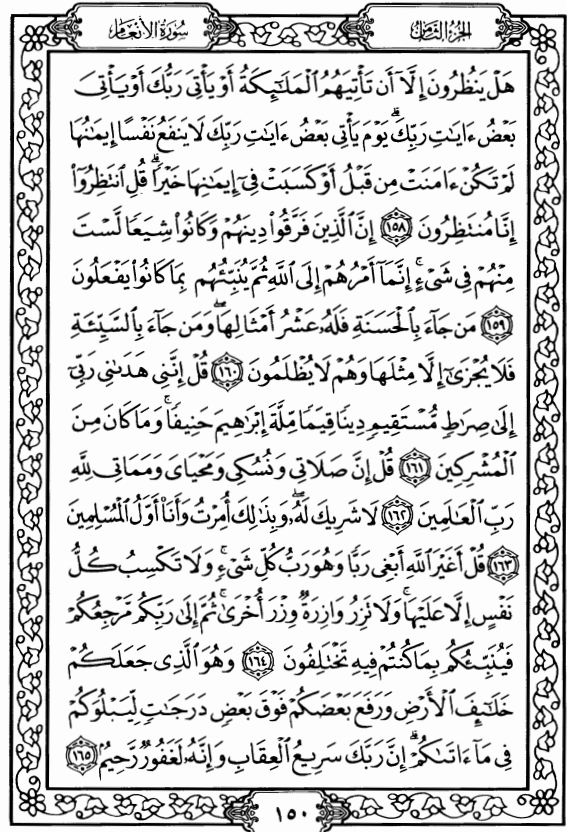 الجزء الثامن
سورة الأنعام
هَلْ يَنظُرُونَ إِلَّآ أَن تَأْتِيَهُمُ ٱلْمَلَٰٓئِكَةُ أَوْ يَأْتِىَ رَبُّكَ أَوْ يَأْتِىَ
بَعْضُ ءَايَٰتِ رَبِّكَ ۗ يَوْمَ يَأْتِى بَعْضُ ءَايَٰتِ رَبِّكَ لَا يَنفَعُ نَفْسًا إِيمَٰنُهَا
لَمْ تَكُنْ ءَامَنَتْ مِن قَبْلُ أَوْ كَسَبَتْ فِىٓ إِيمَٰنِهَا خَيْرًا ۗ قُلِ ٱنتَظِرُوٓا۟
إِنَّا مُنتَظِرُونَ ١٥٨ إِنَّ ٱلَّذِينَ فَرَّقُوا۟ دِينَهُمْ وَكَانُوا۟ شِيَعًا لَّسْتَ
مِنْهُمْ فِى شَىْءٍ ۚ إِنَّمَآ أَمْرُهُمْ إِلَى ٱللَّهِ ثُمَّ يُنَبِّئُهُم بِمَا كَانُوا۟ يَفْعَلُونَ
١٥٩ مَن جَآءَ بِٱلْحَسَنَةِ فَلَهُۥ عَشْرُ أَمْثَالِهَا ۖ وَمَن جَآءَ بِٱلسَّيِّئَةِ
فَلَا يُجْزَىٰٓ إِلَّا مِثْلَهَا وَهُمْ لَا يُظْلَمُونَ ١٦٠ قُلْ إِنَّنِى هَدَىٰنِى رَبِّىٓ
إِلَىٰ صِرَٰطٍ مُّسْتَقِيمٍ دِينًا قِيَمًا مِّلَّةَ إِبْرَٰهِيمَ حَنِيفًا ۚ وَمَا كَانَ مِنَ
ٱلْمُشْرِكِينَ ١٦١ قُلْ إِنَّ صَلَاتِى وَنُسُكِى وَمَحْيَاىَ وَمَمَاتِى لِلَّهِ
رَبِّ ٱلْعَٰلَمِينَ ١٦٢ لَا شَرِيكَ لَهُۥ ۖ وَبِذَٰلِكَ أُمِرْتُ وَأَنَا۠ أَوَّلُ ٱلْمُسْلِمِينَ
١٦٣ قُلْ أَغَيْرَ ٱللَّهِ أَبْغِى رَبًّا وَهُوَ رَبُّ كُلِّ شَىْءٍ ۚ وَلَا تَكْسِبُ كُلُّ
نَفْسٍ إِلَّا عَلَيْهَا ۚ وَلَا تَزِرُ وَازِرَةٌ وِزْرَ أُخْرَىٰ ۚ ثُمَّ إِلَىٰ رَبِّكُم مَّرْجِعُكُمْ
فَيُنَبِّئُكُم بِمَا كُنتُمْ فِيهِ تَخْتَلِفُونَ ١٦٤ وَهُوَ ٱلَّذِى جَعَلَكُمْ
خَلَٰٓئِفَ ٱلْأَرْضِ وَرَفَعَ بَعْضَكُمْ فَوْقَ بَعْضٍ دَرَجَٰتٍ لِّيَبْلُوَكُمْ
فِى مَآ ءَاتَىٰكُمْ ۗ إِنَّ رَبَّكَ سَرِيعُ ٱلْعِقَابِ وَإِنَّهُۥ لَغَفُورٌ رَّحِيمٌۢ ١٦٥
١٥٠